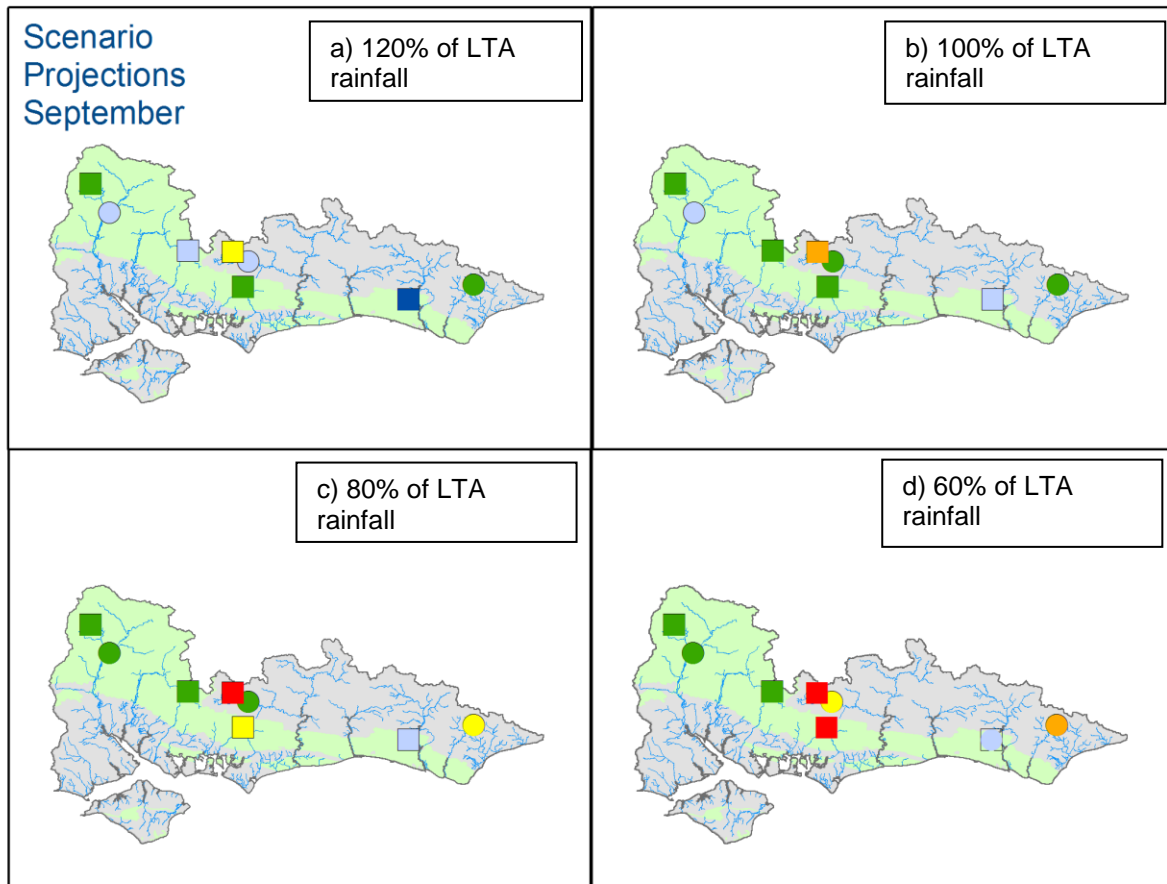 Scenario
Projections
September
a) 120% of LTA
rainfall
b) 100% of LTA
rainfall
c) 80% of LTA
rainfall
d) 60% of LTA
rainfall